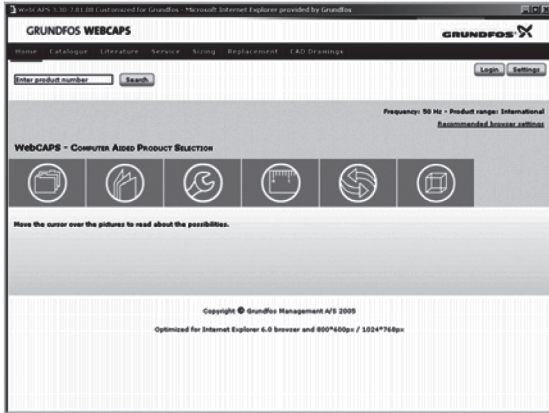 WebCAPS 3.30-7.01.08 Customized for Grundfos - Microsoft Internet Explorer provided by Grundfos
GRUNDFOS WEBCAPS
GRUNDFOS
Home Catalogue Literature Service Sizing Replacement CAD Drawings
Login Settings
Enter product number Search
Frequency: 50 Hz - Product range: International
Recommended browser settings
WebCAPS - Computer Aided Product Selection
Move the cursor over the pictures to read about the possibilities.
Copyright © Grundfos Management A/S 2005
Optimized for Internet Explorer 6.0 browser and 800*600px / 1024*768px